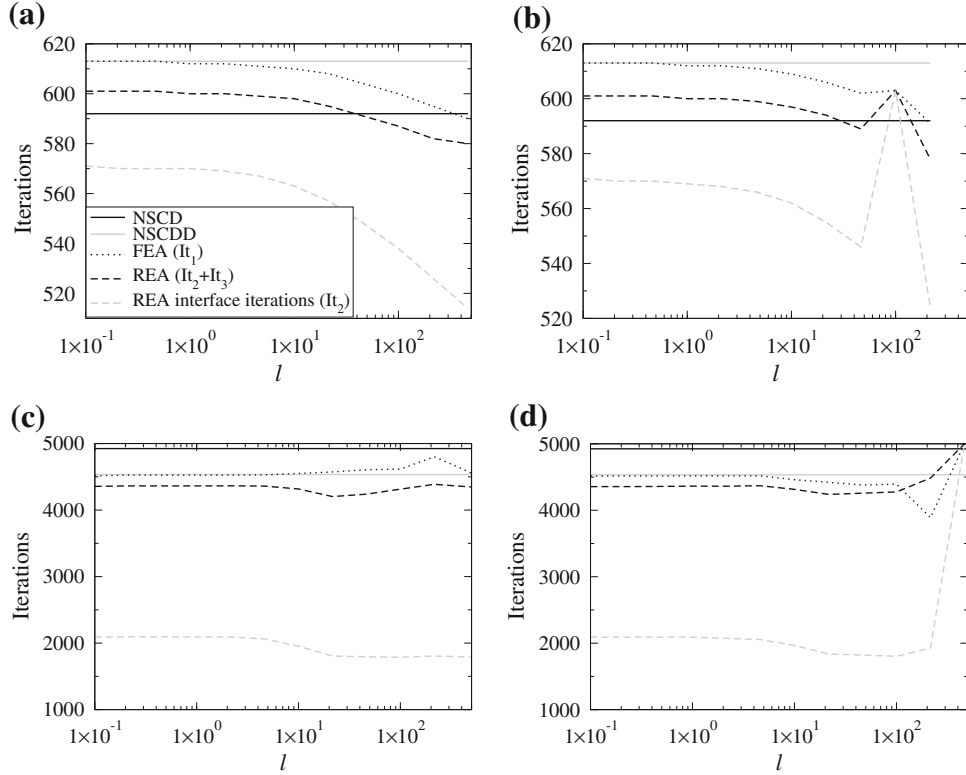 (a)
620
600
580
560
540
520
Iterations
NSCD
NSCDD
FEA (It₁)
REA (It₂+It₃)
REA interface iterations (It₂)
1×10⁻¹ 1×10⁰ 1×10¹ 1×10²
l
(b)
620
600
580
560
540
520
Iterations
1×10⁻¹ 1×10⁰ 1×10¹ 1×10²
l
(c)
5000
4000
3000
2000
1000
Iterations
1×10⁻¹ 1×10⁰ 1×10¹ 1×10²
l
(d)
5000
4000
3000
2000
1000
Iterations
1×10⁻¹ 1×10⁰ 1×10¹ 1×10²
l